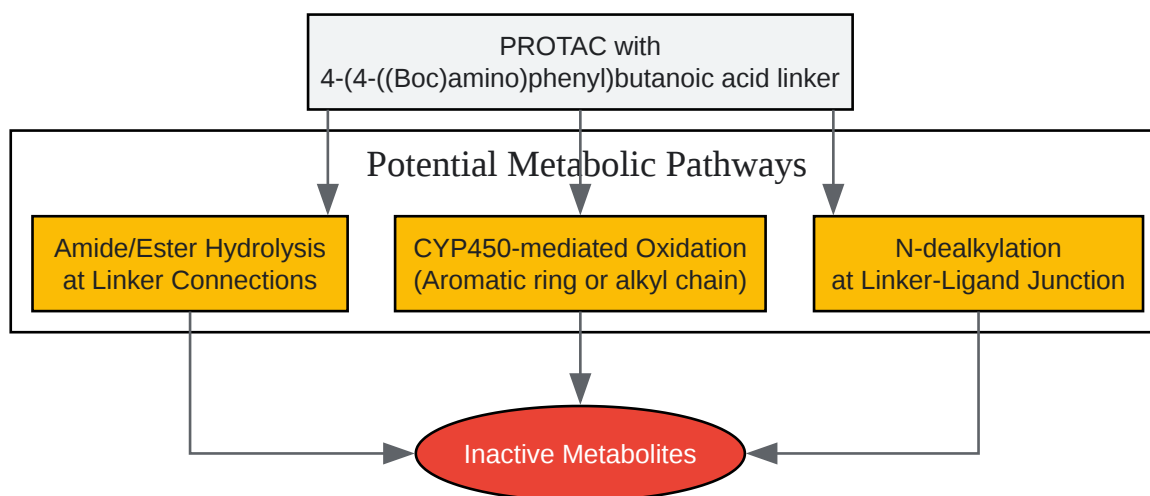 PROTAC with
4-(4-((Boc)amino)phenyl)butanoic acid linker
Potential Metabolic Pathways
Amide/Ester Hydrolysis
at Linker Connections
CYP450-mediated Oxidation
(Aromatic ring or alkyl chain)
N-dealkylation
at Linker-Ligand Junction
Inactive Metabolites